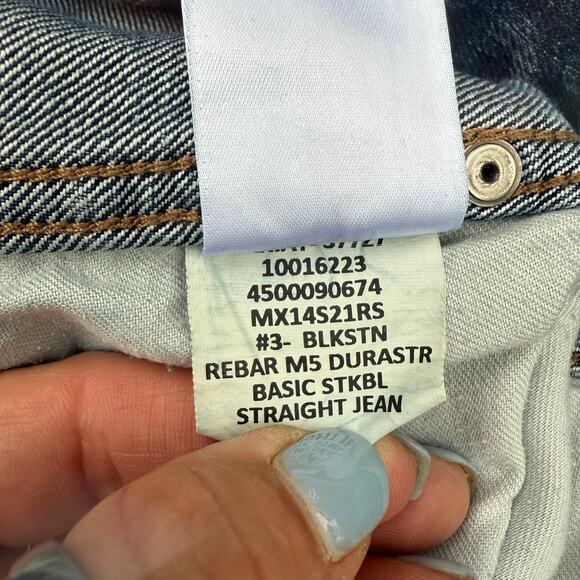 10016223
4500090674
MX14S21RS
#3- BLKSTN
REBAR M5 DURASTR
BASIC STKBL
STRAIGHT JEAN